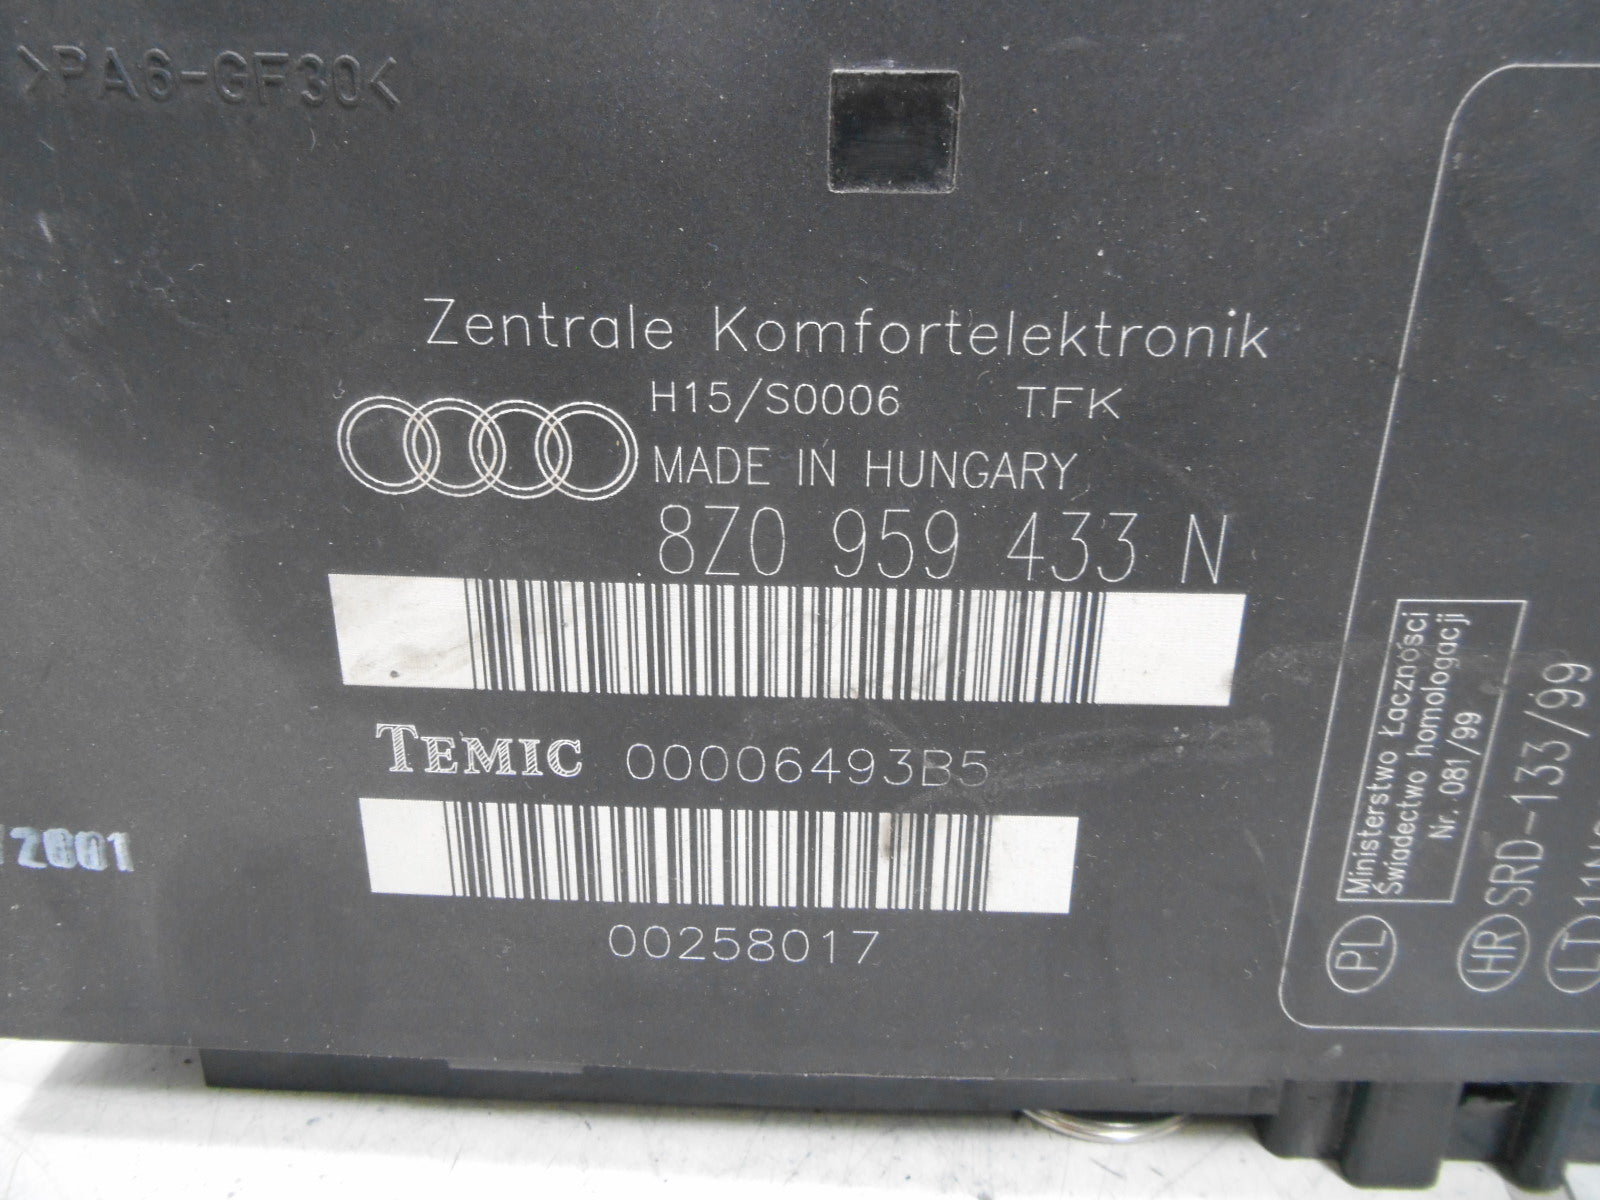 >PA6-GF30<
Zentrale Komfortelektronik
H15/S0006 TFK
MADE IN HUNGARY
8Z0 959 433 N
TEMIC 00006493B5
00258017
PL
Ministerstwo Łączności
Świadectwo homologacji
Nr. 081/99
HR SRD-133/99
LT